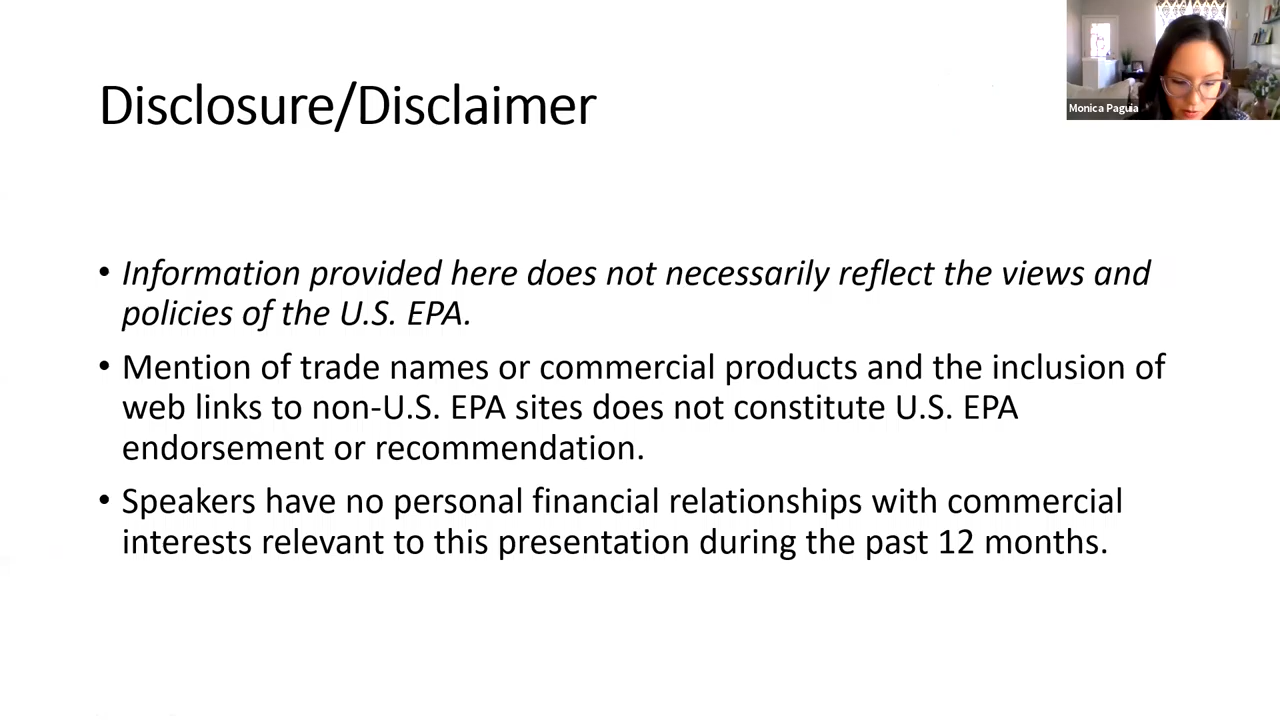 Disclosure/Disclaimer
Monica Paguia
• Information provided here does not necessarily reflect the views and
policies of the U.S. EPA.
• Mention of trade names or commercial products and the inclusion of
web links to non-U.S. EPA sites does not constitute U.S. EPA
endorsement or recommendation.
• Speakers have no personal financial relationships with commercial
interests relevant to this presentation during the past 12 months.